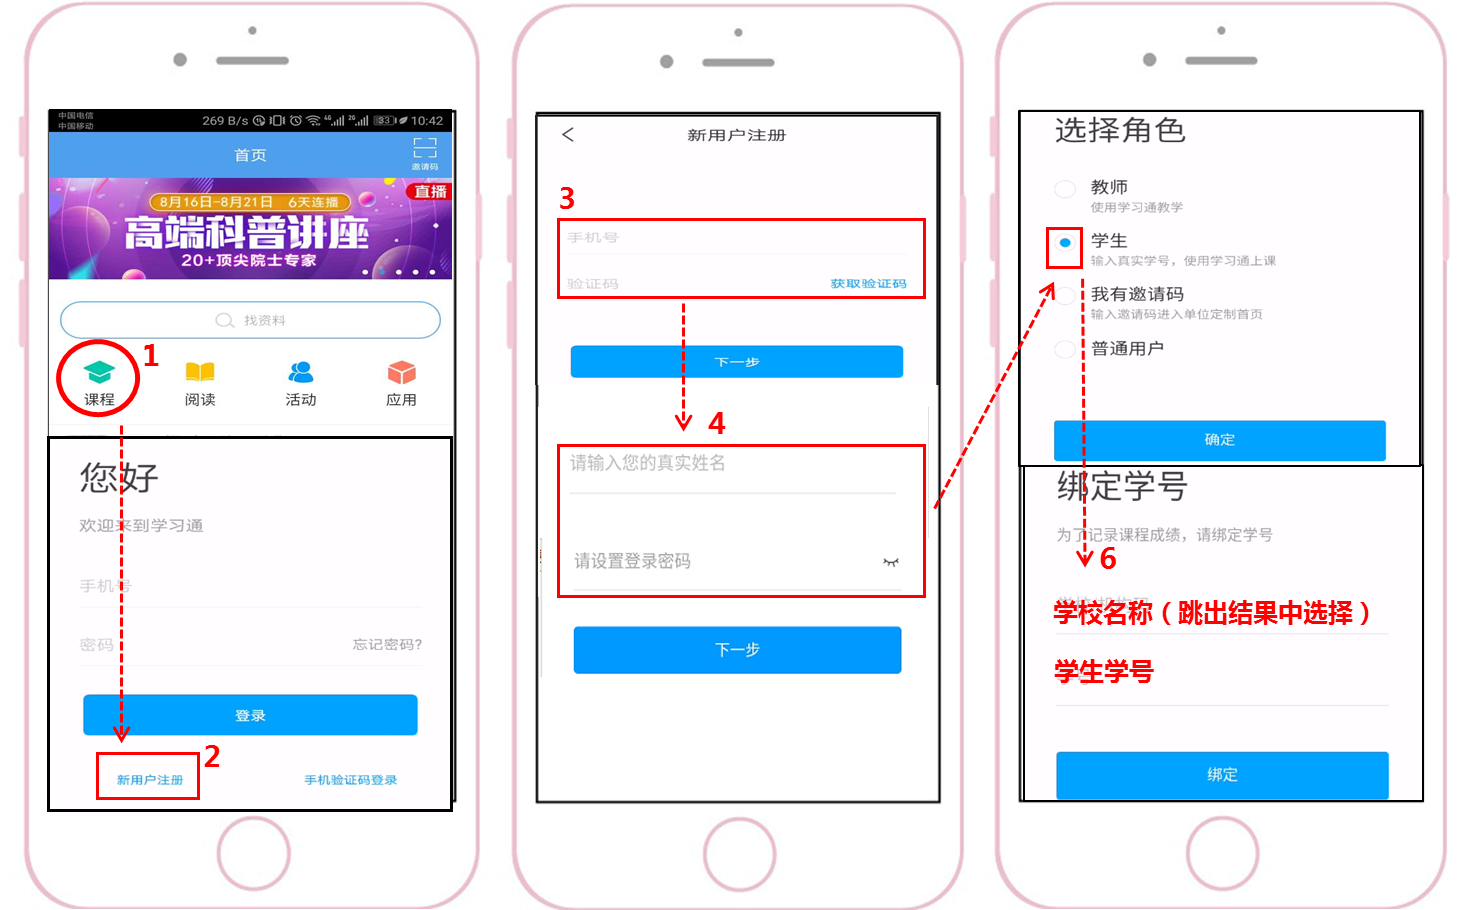 中国电信
中国移动
269 B/s
4G
2G
33
10:42
首页
邀请码
直播
8月16日-8月21日 6天连播
高端科普讲座
20+顶尖院士专家
找资料
1
课程
阅读
活动
应用
您好
欢迎来到学习通
手机号
密码
忘记密码?
登录
2
新用户注册
手机验证码登录
新用户注册
3
手机号
验证码
获取验证码
下一步
4
请输入您的真实姓名
请设置登录密码
下一步
选择角色
教师
使用学习通教学
学生
输入真实学号，使用学习通上课
我有邀请码
输入邀请码进入单位定制首页
普通用户
确定
绑定学号
为了记录课程成绩，请绑定学号
6
学校名称（跳出结果中选择）
学生学号
绑定